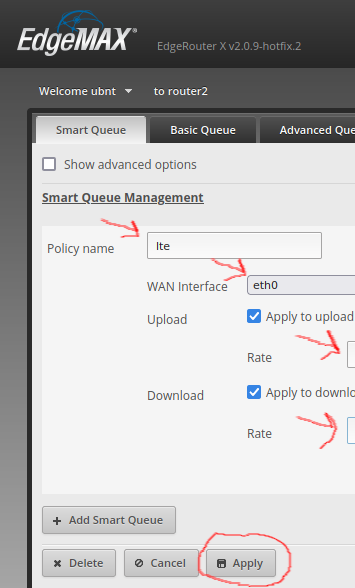 EdgeMAX®
EdgeRouter X v2.0.9-hotfix.2
Welcome ubnt to router2
Smart Queue Basic Queue Advanced Que
Show advanced options
Smart Queue Management
Policy name lte
WAN Interface eth0
Upload Apply to upload
Rate
Download Apply to downlo
Rate
+ Add Smart Queue
Delete Cancel Apply